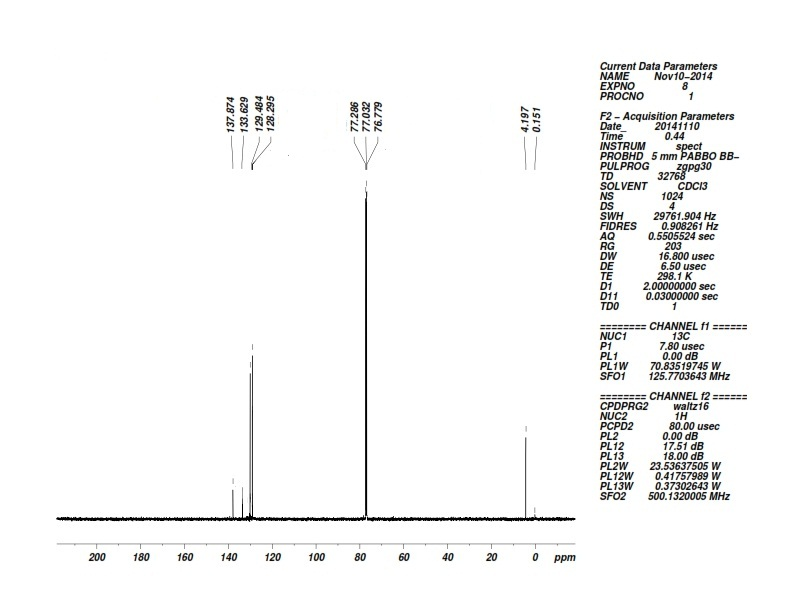 137.874
133.629
129.484
128.295
77.286
77.032
76.779
4.197
0.151
200 180 160 140 120 100 80 60 40 20 0 ppm
Current Data Parameters
NAME Nov10-2014
EXPNO 8
PROCNO 1
F2 - Acquisition Parameters
Date_ 20141110
Time 0.44
INSTRUM spect
PROBHD 5 mm PABBO BB-
PULPROG zgpg30
TD 32768
SOLVENT CDCl3
NS 1024
DS 4
SWH 29761.904 Hz
FIDRES 0.908261 Hz
AQ 0.5505524 sec
RG 203
DW 16.800 usec
DE 6.50 usec
TE 298.1 K
D1 2.00000000 sec
D11 0.03000000 sec
TD0 1
======== CHANNEL f1 ======
NUC1 13C
P1 7.80 usec
PL1 0.00 dB
PL1W 70.83519745 W
SFO1 125.7703643 MHz
======== CHANNEL f2 ======
CPDPRG2 waltz16
NUC2 1H
PCPD2 80.00 usec
PL2 0.00 dB
PL12 17.51 dB
PL13 18.00 dB
PL2W 23.53637505 W
PL12W 0.41757989 W
PL13W 0.37302643 W
SFO2 500.1320005 MHz